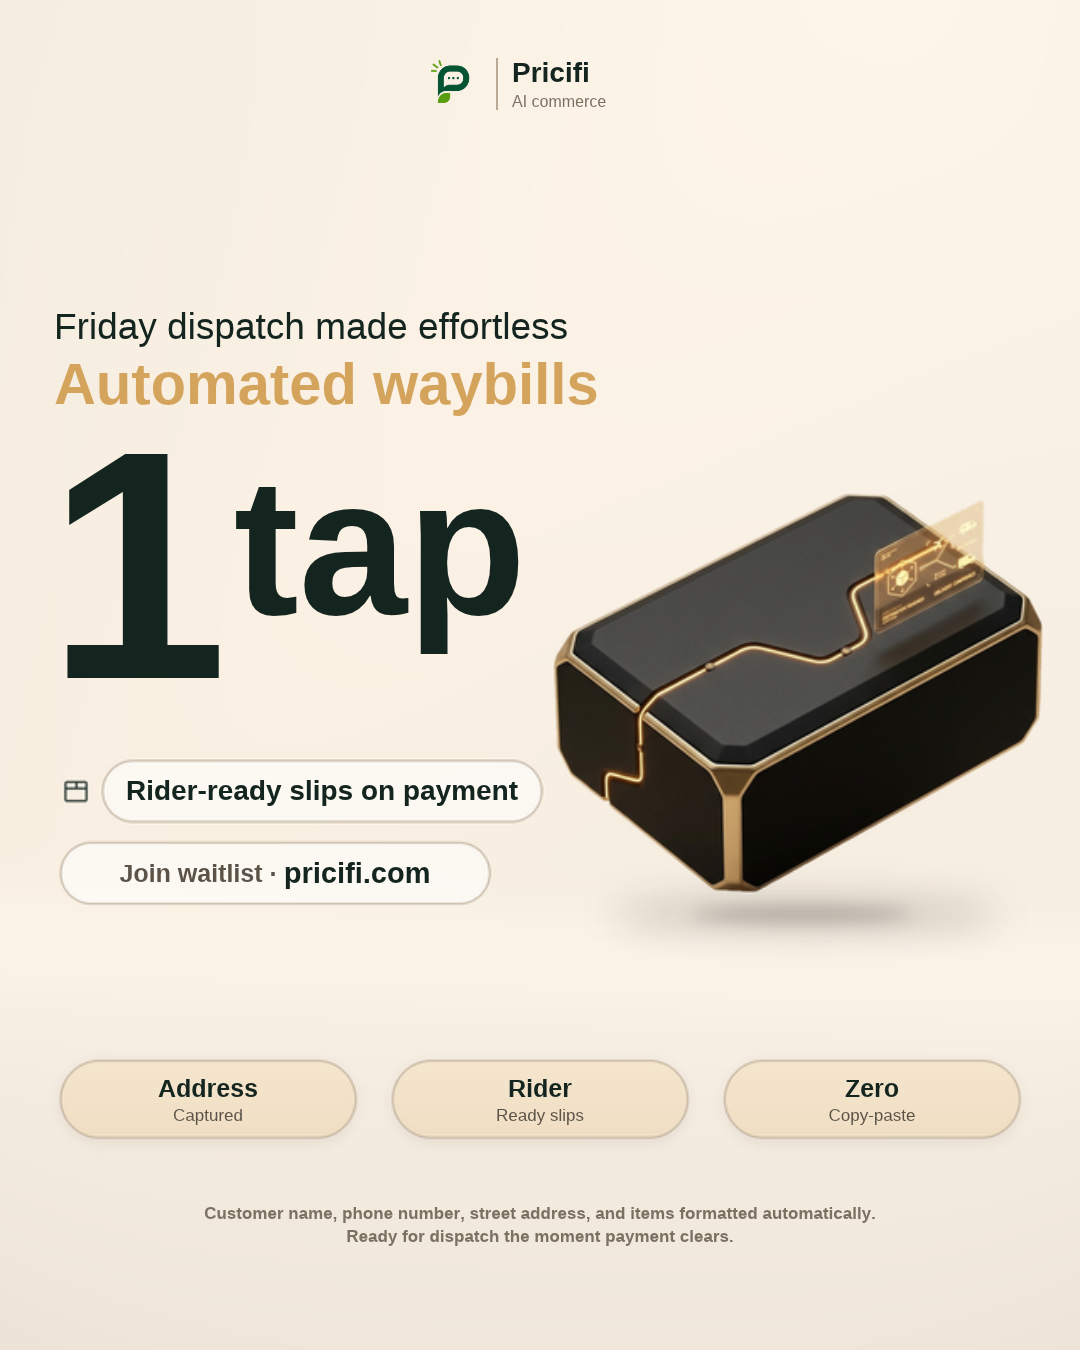 Pricifi
AI commerce
Friday dispatch made effortless
Automated waybills
1 tap
Rider-ready slips on payment
Join waitlist · pricifi.com
Address
Captured
Rider
Ready slips
Zero
Copy-paste
Customer name, phone number, street address, and items formatted automatically.
Ready for dispatch the moment payment clears.